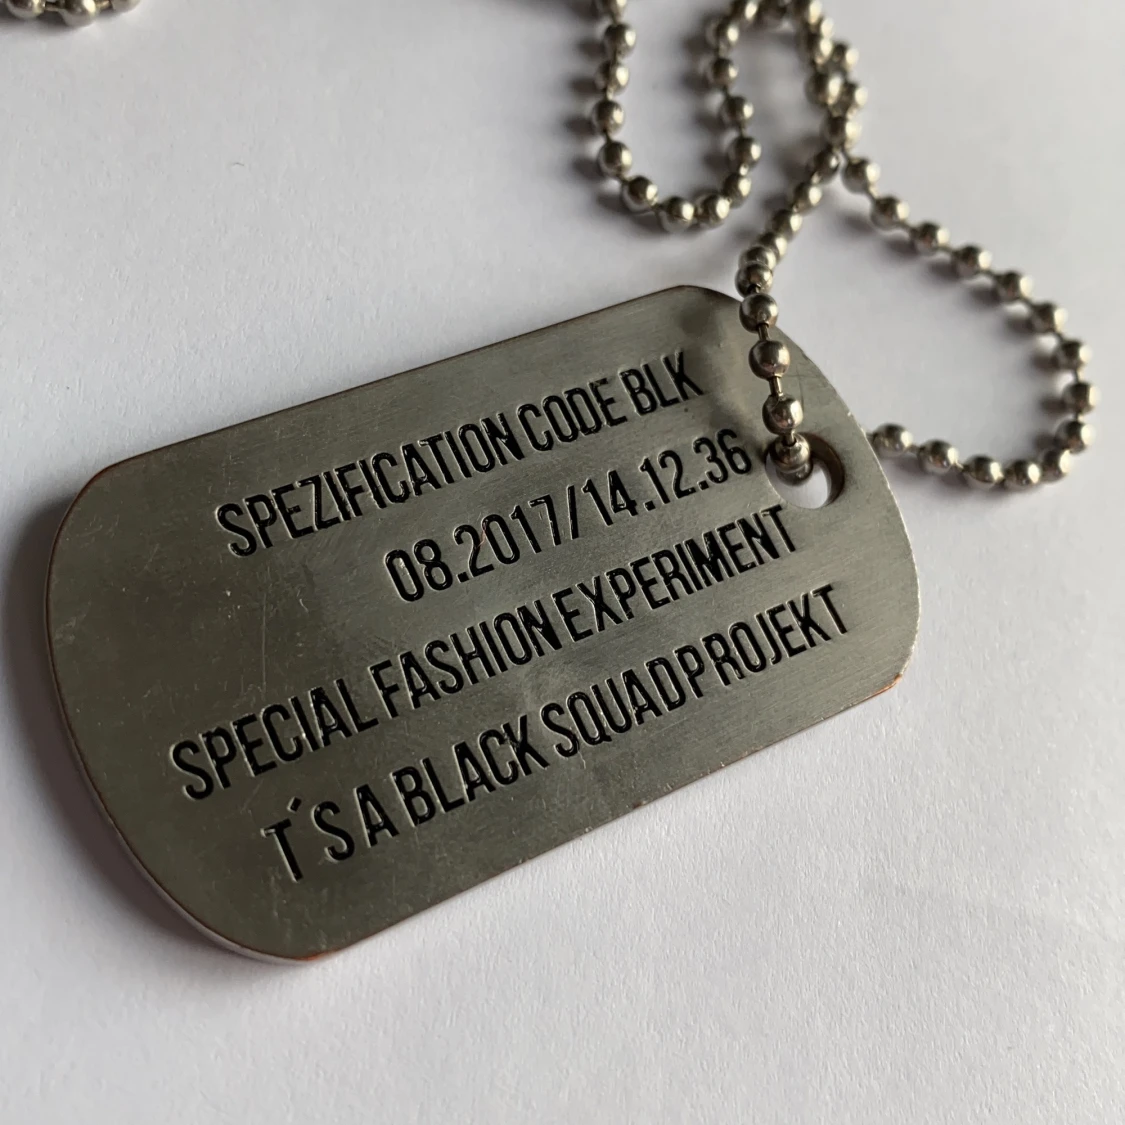 SPEZIFICATION CODE BLK
08.2017/14.12.36
SPECIAL FASHION EXPERIMENT
T´S A BLACK SQUAD PROJEKT